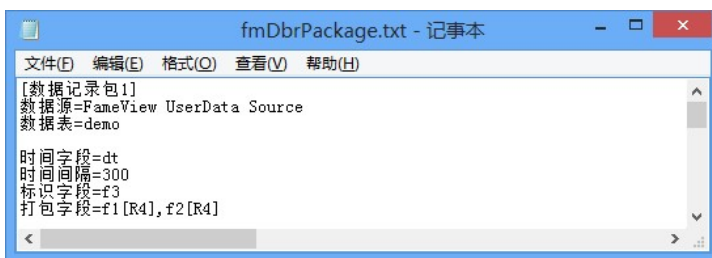 fmDbrPackage.txt - 记事本
文件(F) 编辑(E) 格式(O) 查看(V) 帮助(H)
[数据记录包1]
数据源=FameView UserData Source
数据表=demo
时间字段=dt
时间间隔=300
标识字段=f3
打包字段=f1[R4],f2[R4]